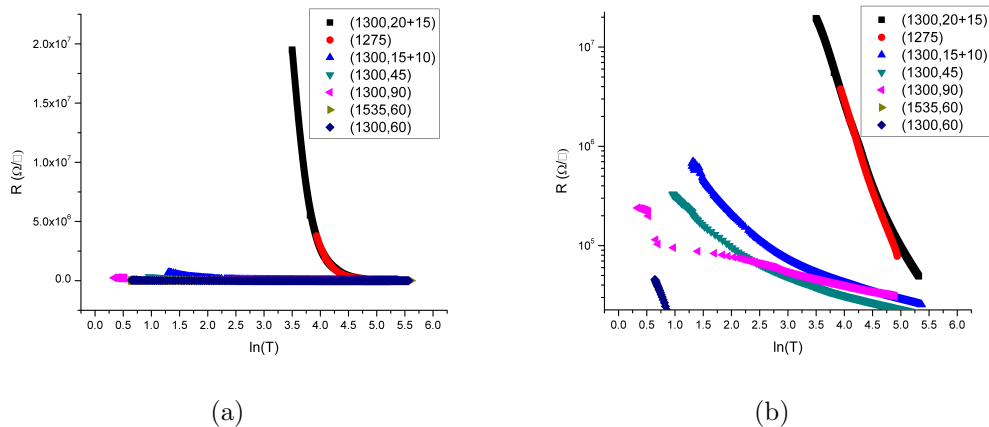 (1300,20+15)
(1275)
(1300,15+10)
(1300,45)
(1300,90)
(1535,60)
(1300,60)
2.0x10⁷
1.5x10⁷
1.0x10⁷
5.0x10⁶
0.0
R (Ω/□)
0.0 0.5 1.0 1.5 2.0 2.5 3.0 3.5 4.0 4.5 5.0 5.5 6.0
ln(T)
(a)
(1300,20+15)
(1275)
(1300,15+10)
(1300,45)
(1300,90)
(1535,60)
(1300,60)
10⁷
10⁶
10⁵
R (Ω/□)
0.0 0.5 1.0 1.5 2.0 2.5 3.0 3.5 4.0 4.5 5.0 5.5 6.0
ln(T)
(b)